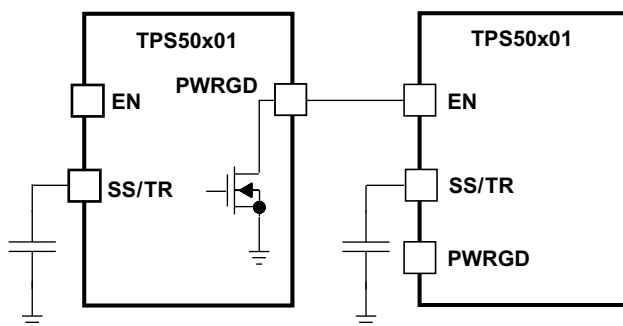 TPS50x01
TPS50x01
PWRGD
EN
EN
SS/TR
SS/TR
PWRGD